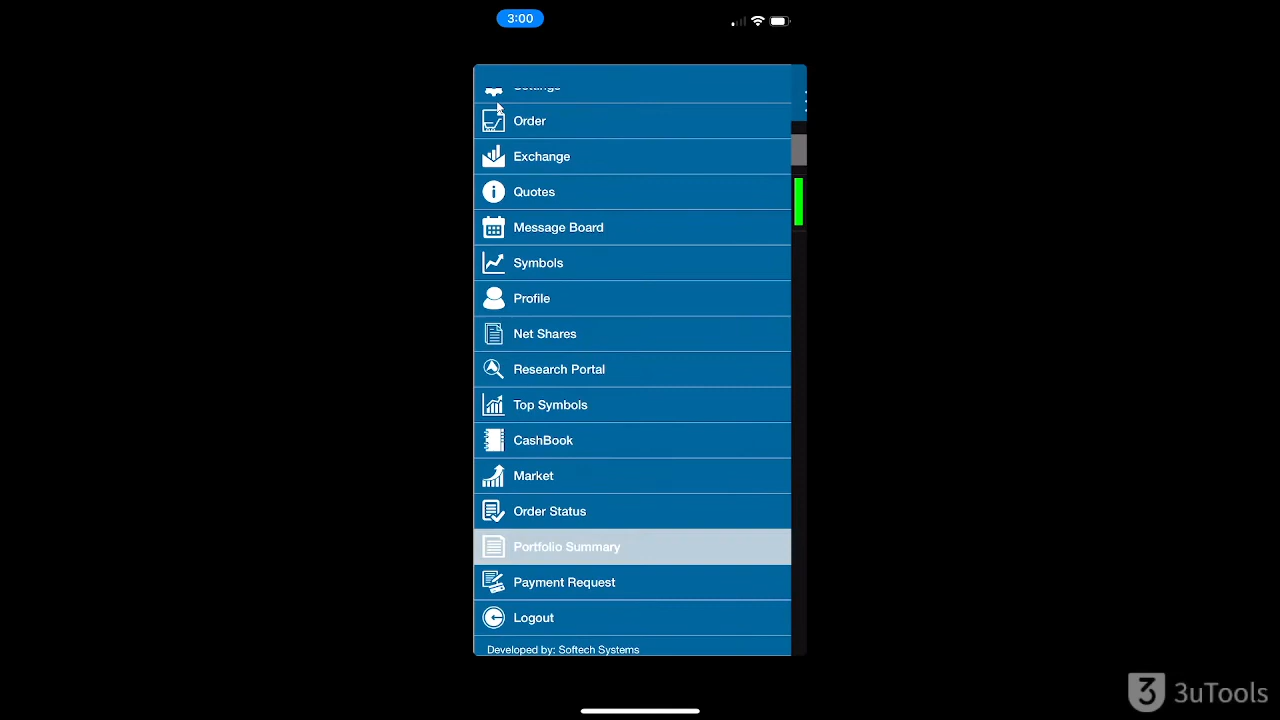 3:00
Settings
Order
Exchange
Quotes
Message Board
Symbols
Profile
Net Shares
Research Portal
Top Symbols
CashBook
Market
Order Status
Portfolio Summary
Payment Request
Logout
Developed by: Softech Systems
3uTools